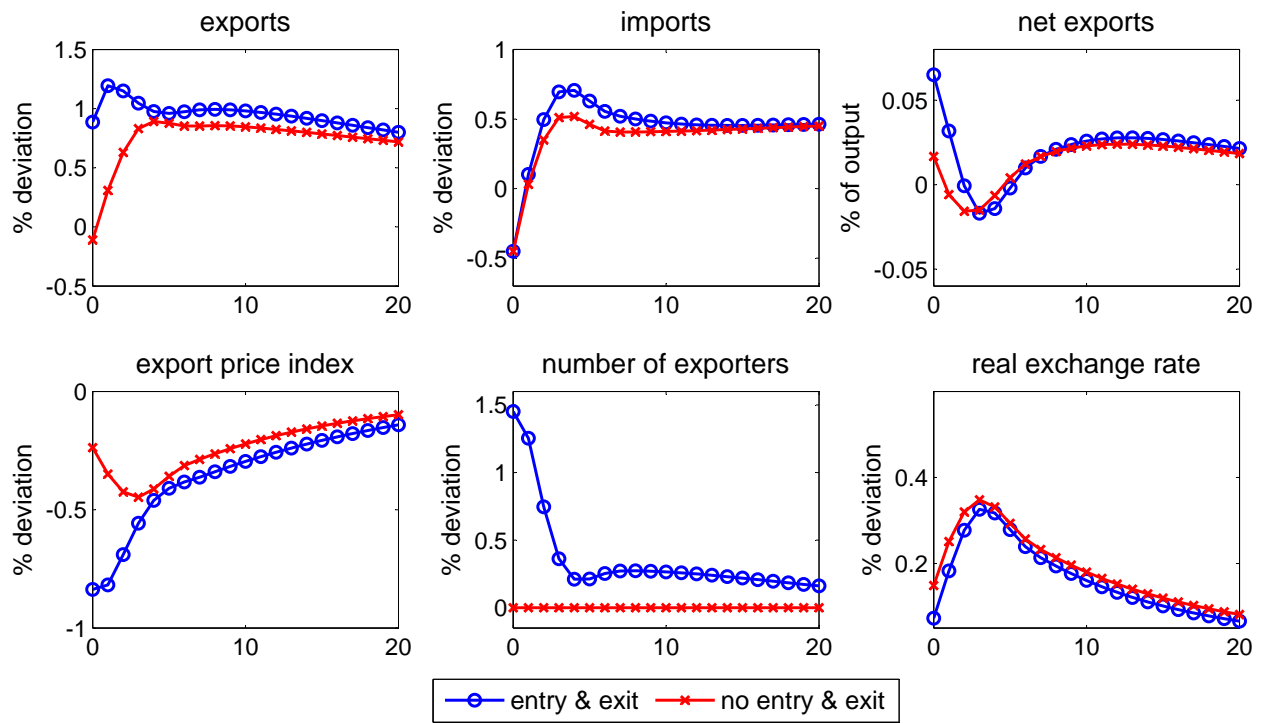 exports
imports
net exports
% deviation
1.5
1
0.5
0
-0.5
0
10
20
% deviation
1
0.5
0
-0.5
0
10
20
% of output
0.05
0
-0.05
0
10
20
export price index
number of exporters
real exchange rate
% deviation
0
-0.5
-1
0
10
20
% deviation
1.5
1
0.5
0
0
10
20
% deviation
0.4
0.2
0
10
20
entry & exit
no entry & exit